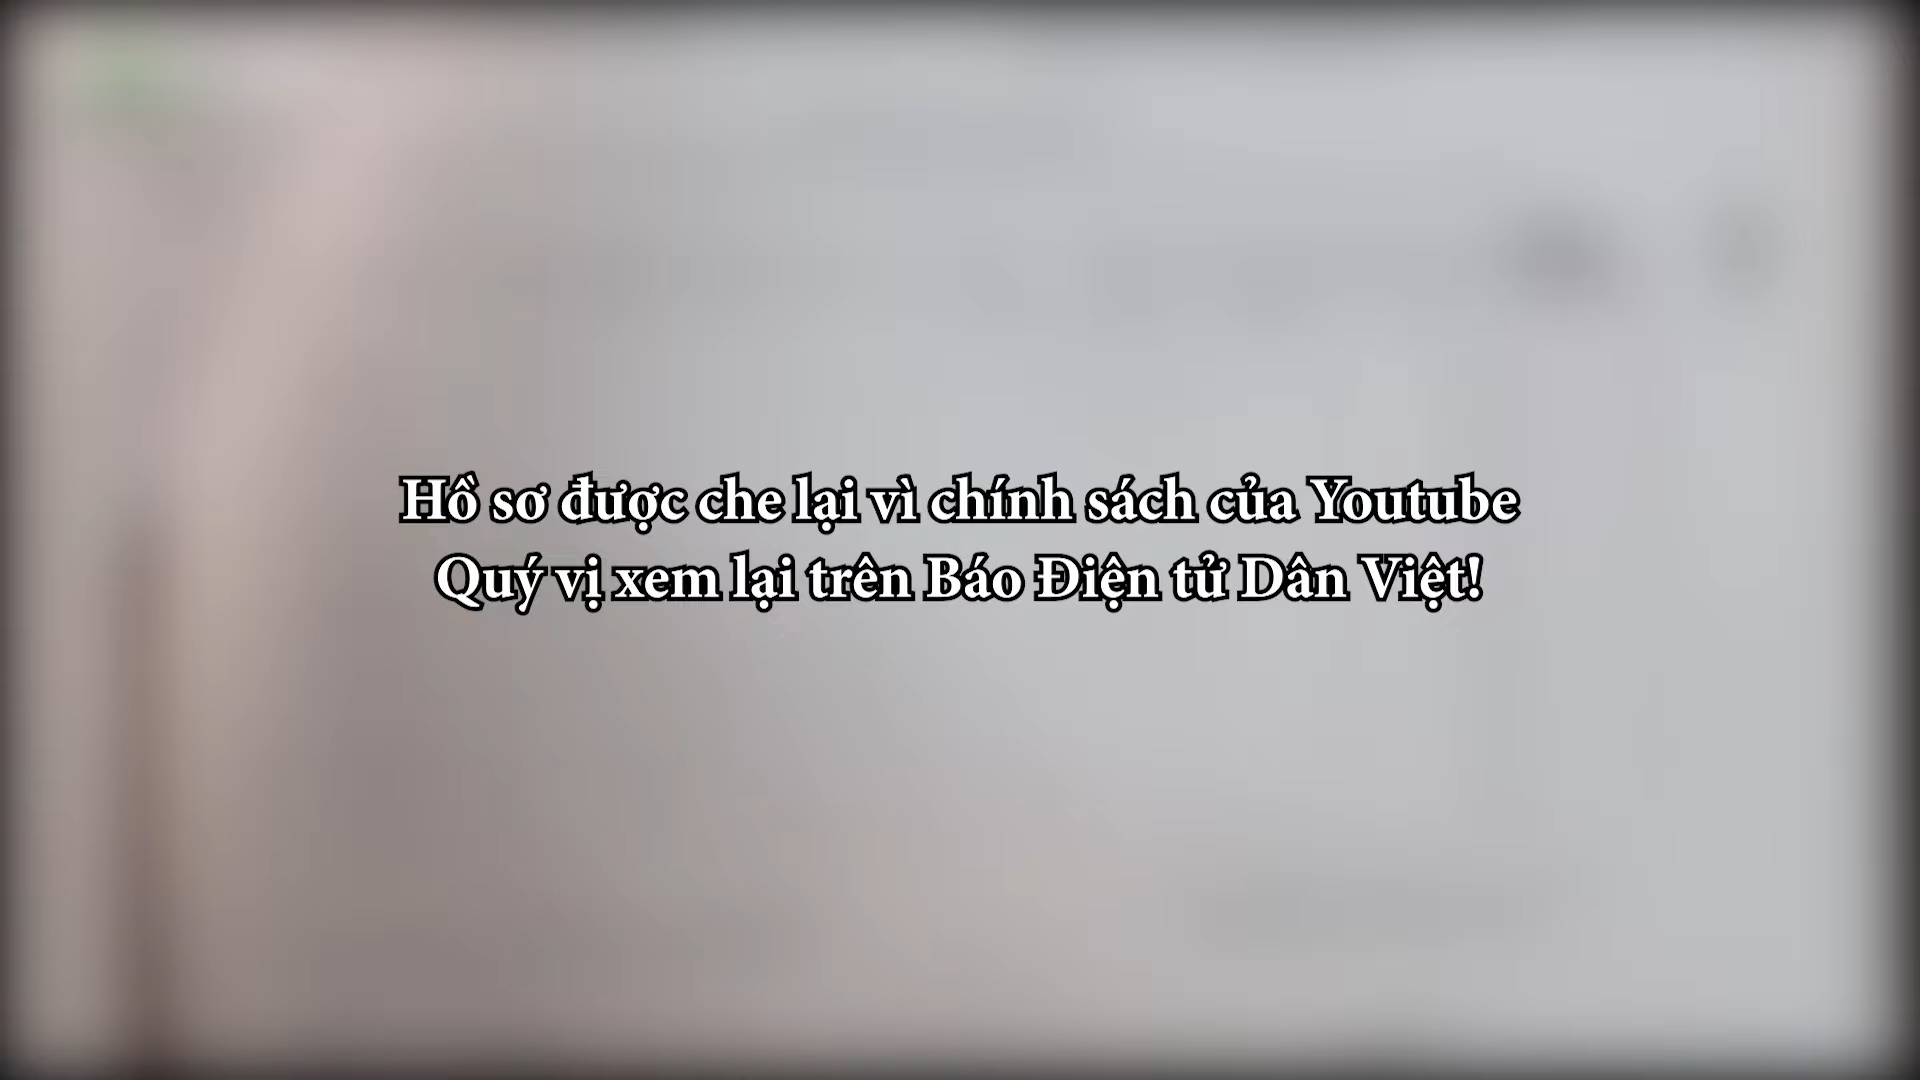 Hồ sơ được che lại vì chính sách của Youtube
Quý vị xem lại trên Báo Điện tử Dân Việt!